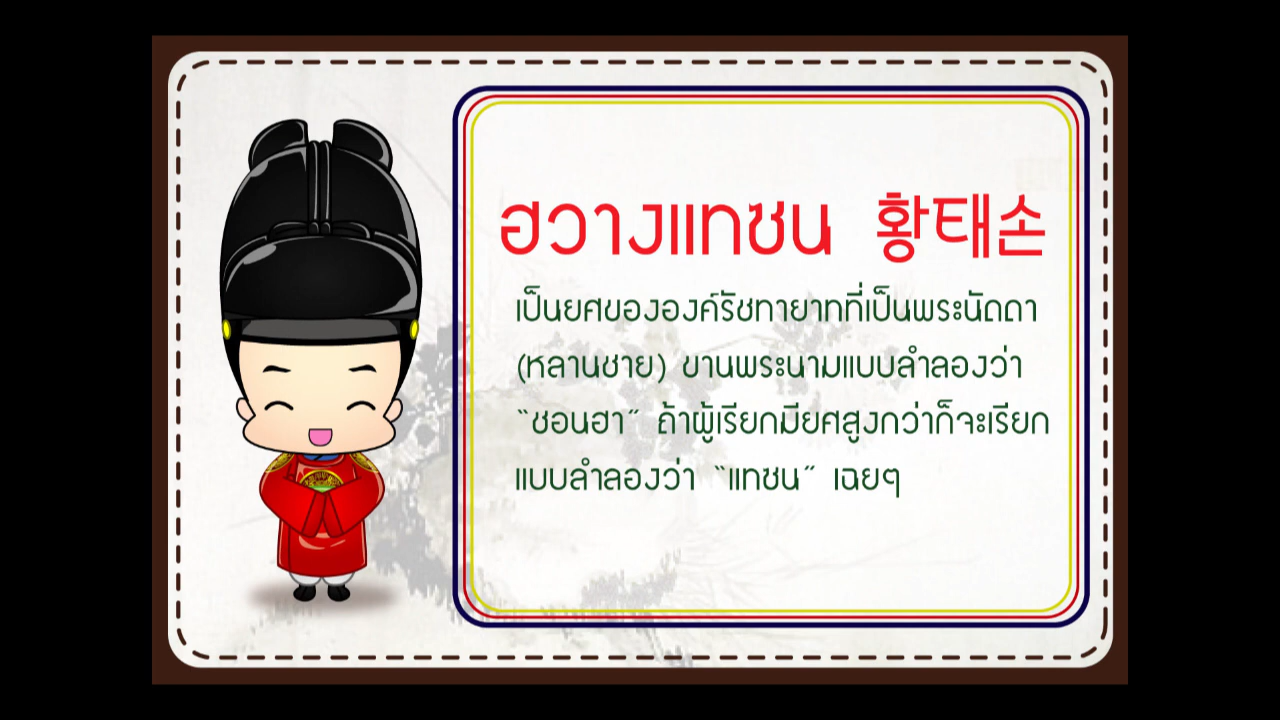 ฮวางแทซน 황태손
เป็นยศขององค์รัชทายาทที่เป็นพระนัดดา
(หลานชาย) ขานพระนามแบบลำลองว่า
“ชอนฮา” ถ้าผู้เรียกมียศสูงกว่าก็จะเรียก
แบบลำลองว่า “แทซน” เฉยๆ